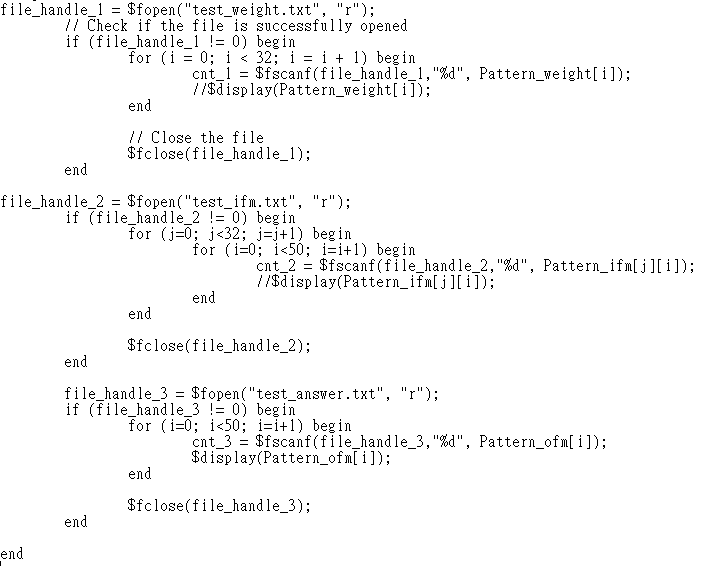 file_handle_1 = $fopen("test_weight.txt", "r");
// Check if the file is successfully opened
if (file_handle_1 != 0) begin
for (i = 0; i < 32; i = i + 1) begin
cnt_1 = $fscanf(file_handle_1,"%d", Pattern_weight[i]);
//$display(Pattern_weight[i]);
end
// Close the file
$fclose(file_handle_1);
end
file_handle_2 = $fopen("test_ifm.txt", "r");
if (file_handle_2 != 0) begin
for (j=0; j<32; j=j+1) begin
for (i=0; i<50; i=i+1) begin
cnt_2 = $fscanf(file_handle_2,"%d", Pattern_ifm[j][i]);
//$display(Pattern_ifm[j][i]);
end
end
$fclose(file_handle_2);
end
file_handle_3 = $fopen("test_answer.txt", "r");
if (file_handle_3 != 0) begin
for (i=0; i<50; i=i+1) begin
cnt_3 = $fscanf(file_handle_3,"%d", Pattern_ofm[i]);
$display(Pattern_ofm[i]);
end
$fclose(file_handle_3);
end
end